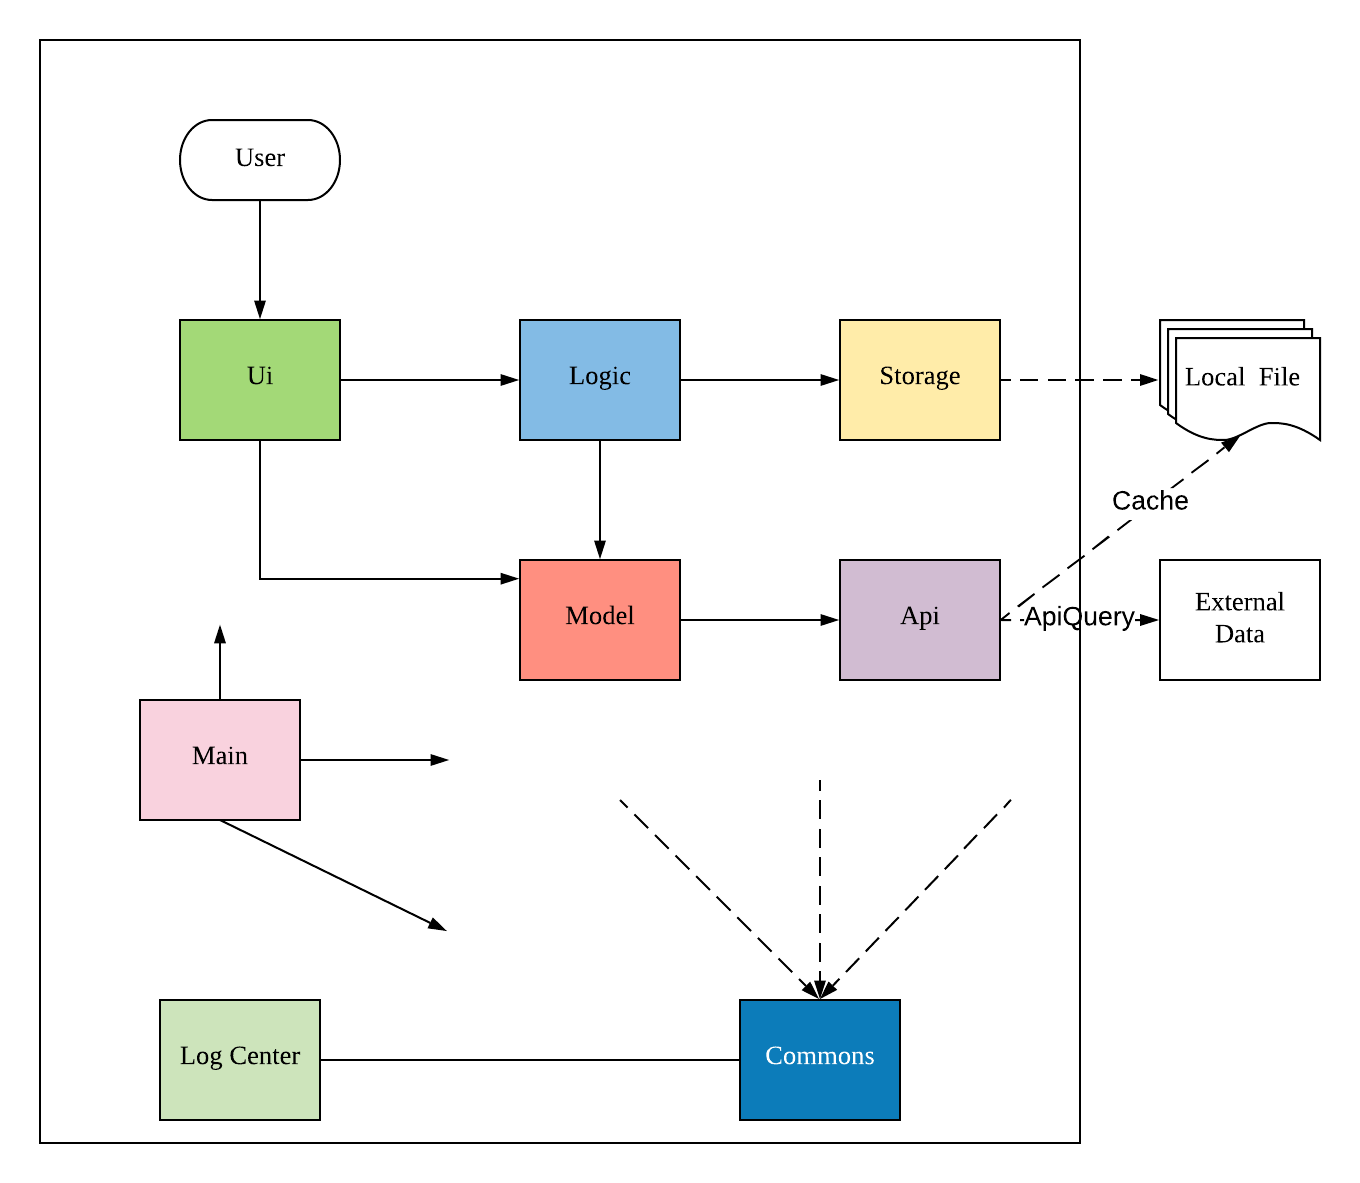 User
Ui
Logic
Storage
Local File
Cache
Model
Api
ApiQuery
External
Data
Main
Log Center
Commons